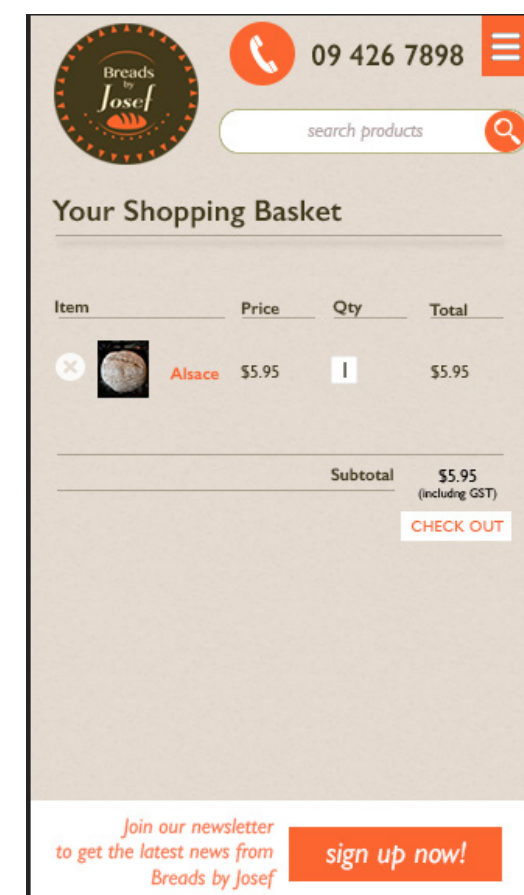 Breads
by
Josef
09 426 7898
search products
Your Shopping Basket
Item Price Qty Total
Alsace $5.95 1 $5.95
Subtotal $5.95
(includng GST)
CHECK OUT
Join our newsletter
to get the latest news from
Breads by Josef
sign up now!